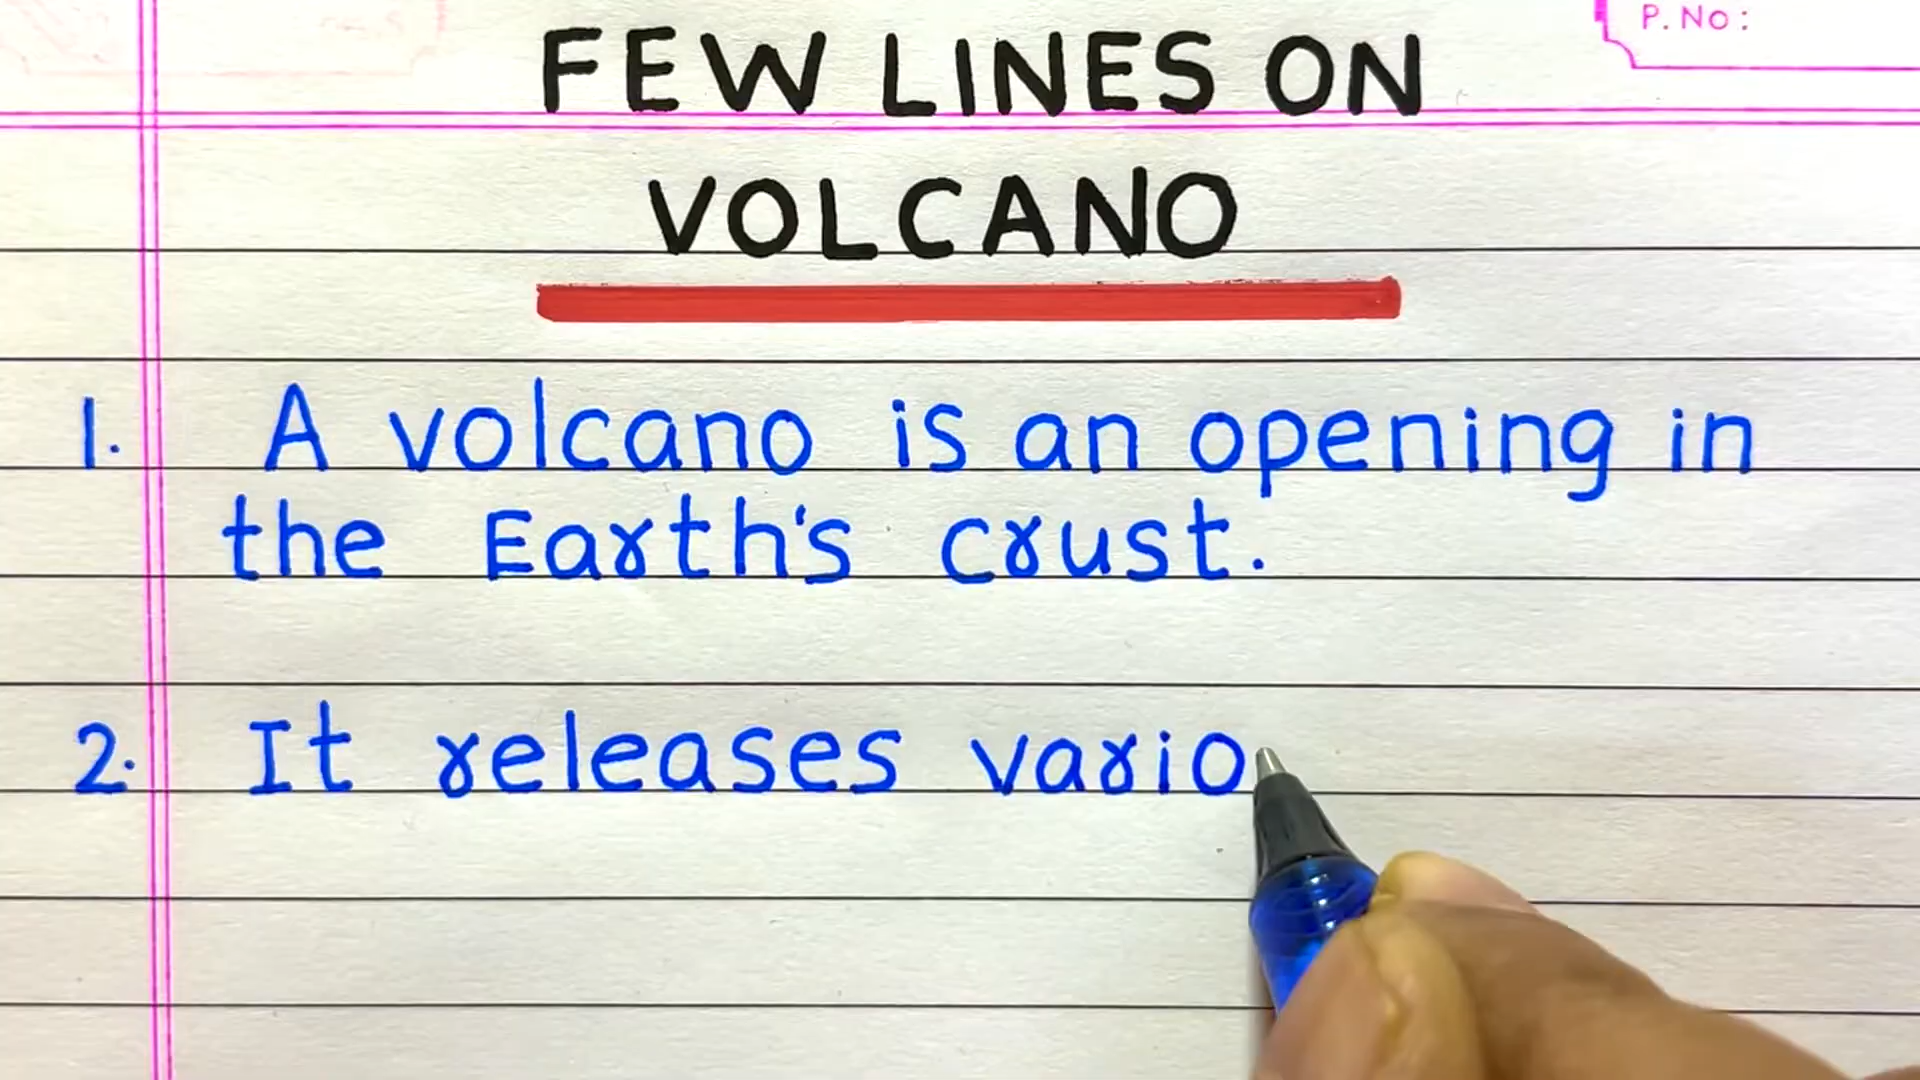 P.No:
FEW LINES ON
VOLCANO
1. A volcano is an opening in
the Earth's crust.
2. It releases vario